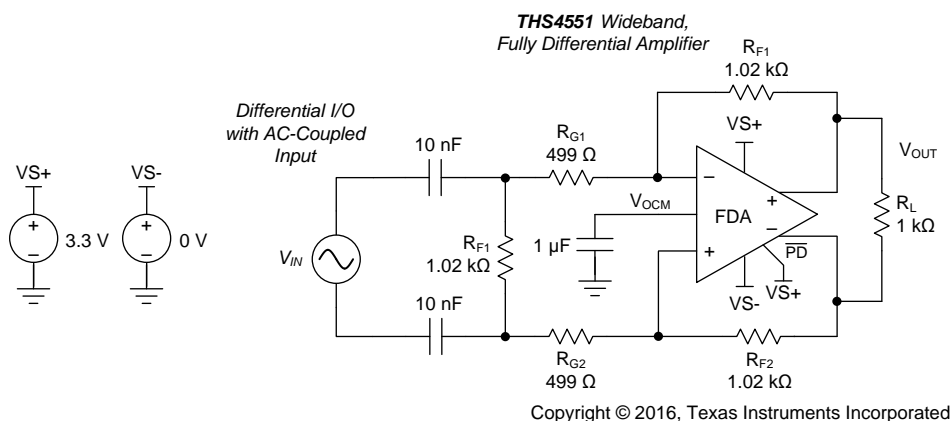 THS4551 Wideband,
Fully Differential Amplifier
RF1
1.02 kΩ
Differential I/O
with AC-Coupled
Input
10 nF
RG1
499 Ω
VS+
VS+
VS-
3.3 V
0 V
VIN
RF1
1.02 kΩ
VOCM
1 µF
FDA
−
+
+
−
PD
VS+
VS-
VOUT
RL
1 kΩ
10 nF
RG2
499 Ω
RF2
1.02 kΩ
+
−
+
−
Copyright © 2016, Texas Instruments Incorporated